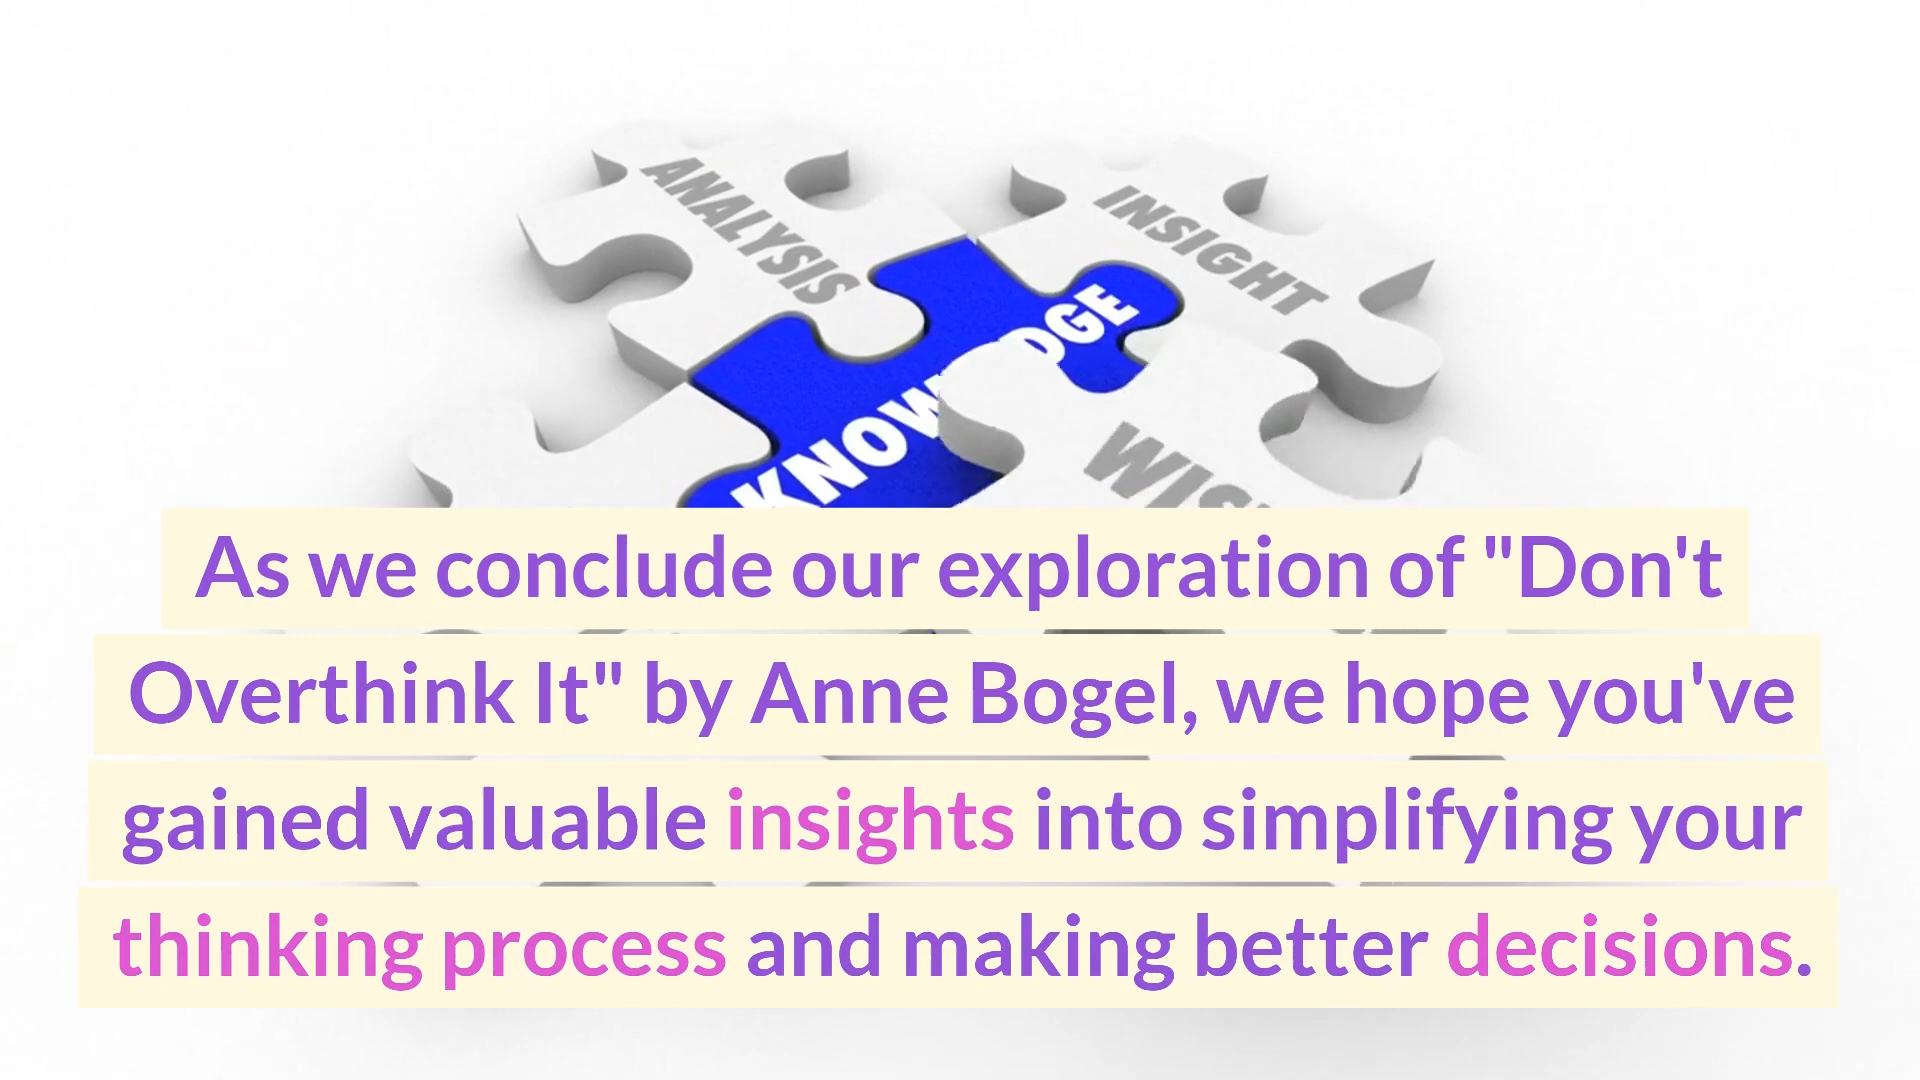 ANALYSIS
INSIGHT
As we conclude our exploration of "Don't
Overthink It" by Anne Bogel, we hope you've
gained valuable insights into simplifying your
thinking process and making better decisions.